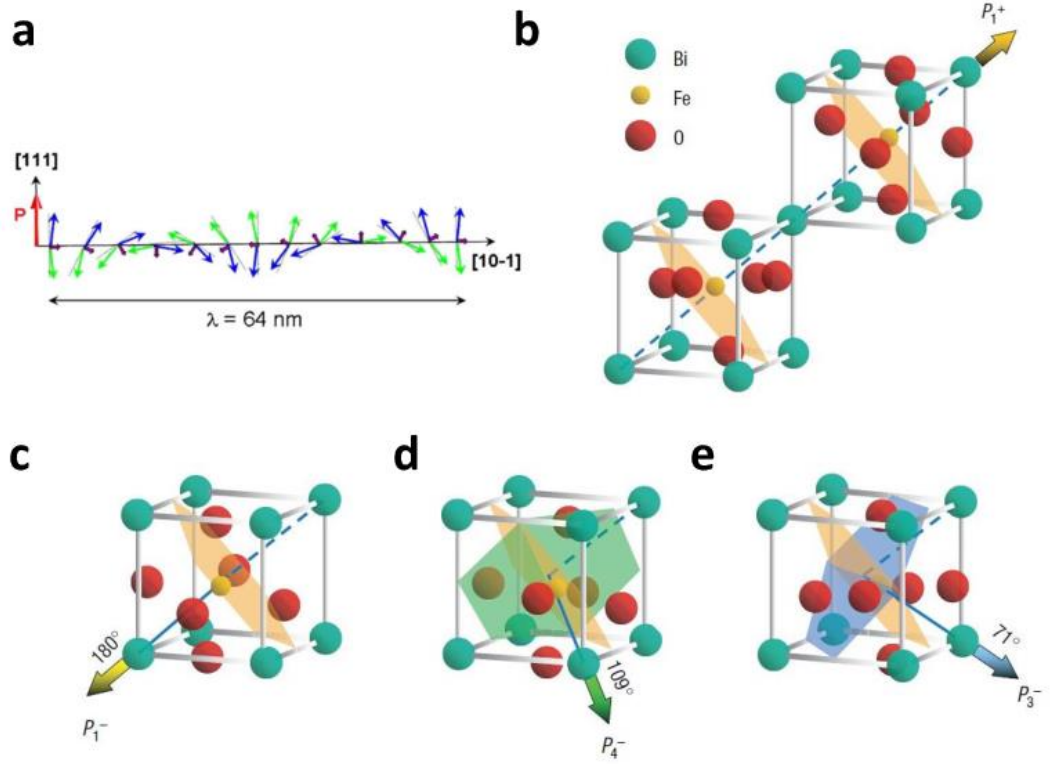 a
[111]
P
[10-1]
λ = 64 nm
b
Bi
Fe
O
P₁⁺
c
180°
P₁⁻
d
109°
P₄⁻
e
71°
P₃⁻